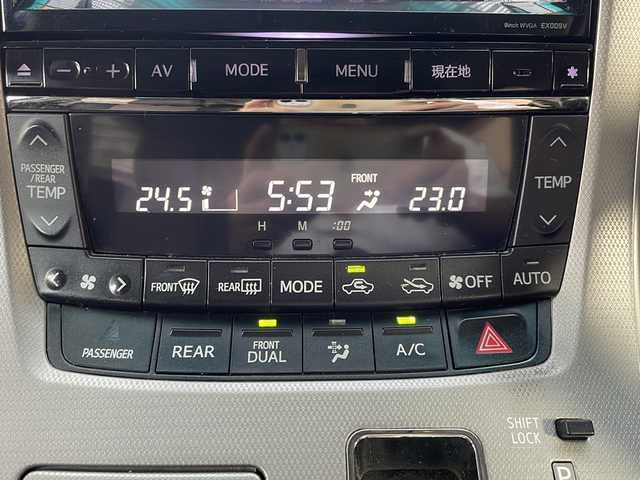 9inch WVGA EX009V
− + AV MODE MENU 現在地 *
PASSENGER
/REAR
TEMP
24.5 5:53 FRONT 23.0
TEMP
H M :00
FRONT REAR MODE OFF AUTO
PASSENGER REAR FRONT
DUAL A/C
SHIFT
LOCK
P